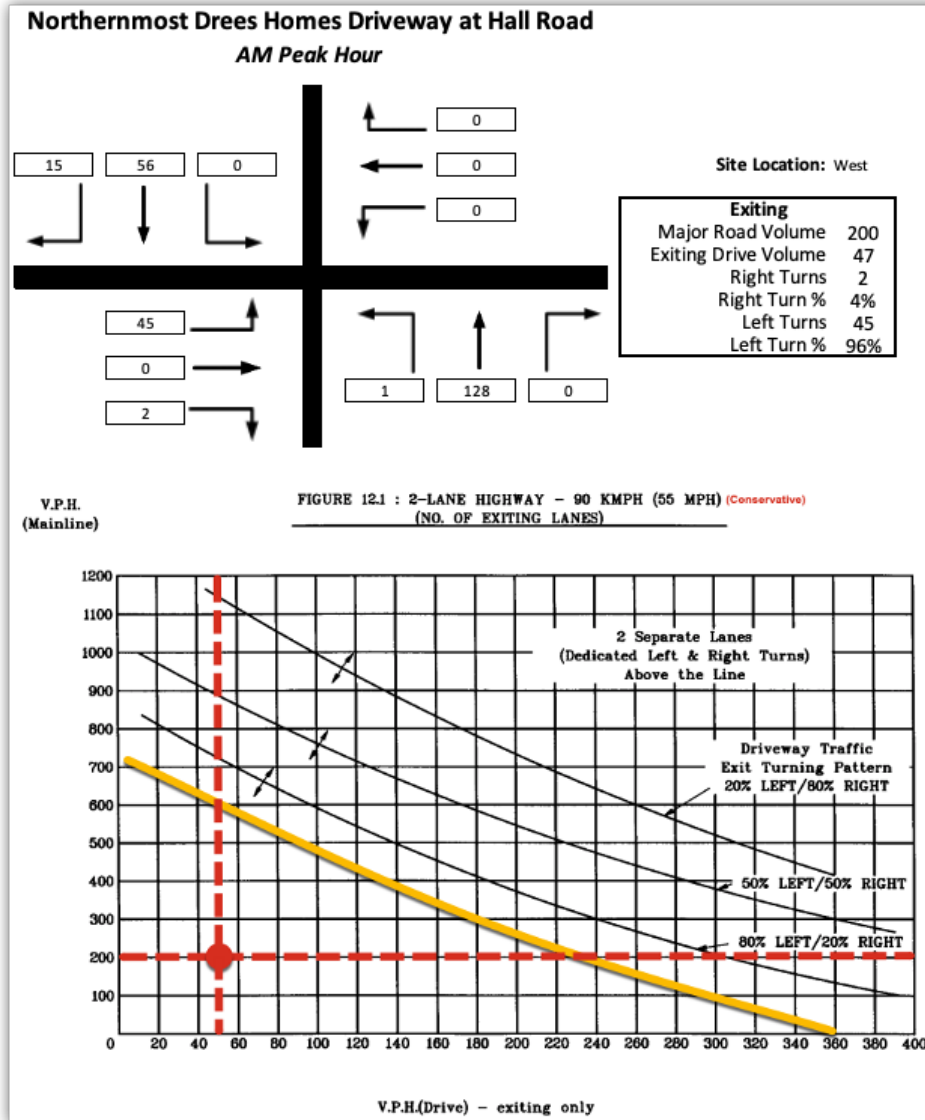 Northernmost Drees Homes Driveway at Hall Road
AM Peak Hour
0
15 56 0
0
0
Site Location: West
Exiting
Major Road Volume 200
Exiting Drive Volume 47
Right Turns 2
Right Turn % 4%
Left Turns 45
Left Turn % 96%
45
0
2
1 128 0
V.P.H.
(Mainline)
FIGURE 12.1 : 2-LANE HIGHWAY - 90 KMPH (55 MPH) (Conservative)
(NO. OF EXITING LANES)
1200
1100
1000
900
800
700
600
500
400
300
200
100
2 Separate Lanes
(Dedicated Left & Right Turns)
Above the Line
Driveway Traffic
Exit Turning Pattern
20% LEFT/80% RIGHT
50% LEFT/50% RIGHT
80% LEFT/20% RIGHT
0 20 40 60 80 100 120 140 160 180 200 220 240 260 280 300 320 340 360 380 400
V.P.H.(Drive) - exiting only